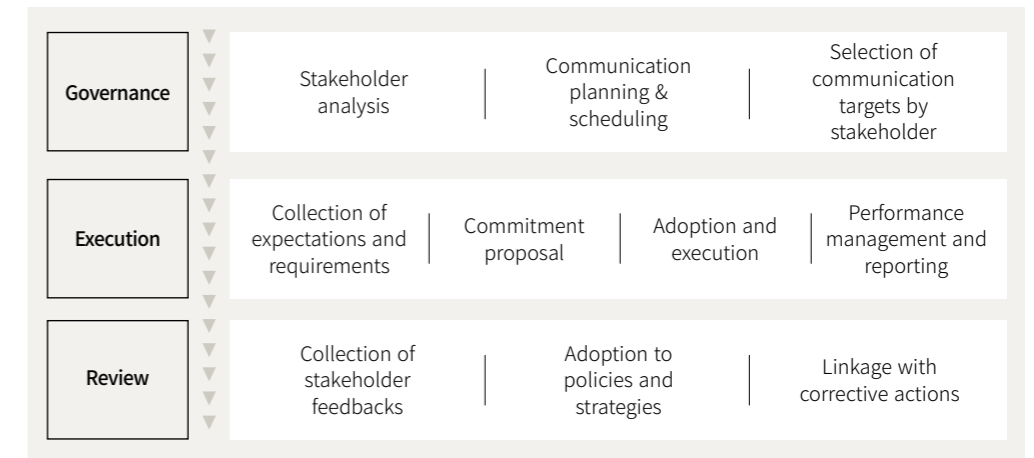 Governance
Stakeholder
analysis
Communication
planning &
scheduling
Selection of
communication
targets by
stakeholder
Execution
Collection of
expectations and
requirements
Commitment
proposal
Adoption and
execution
Performance
management and
reporting
Review
Collection of
stakeholder
feedbacks
Adoption to
policies and
strategies
Linkage with
corrective actions